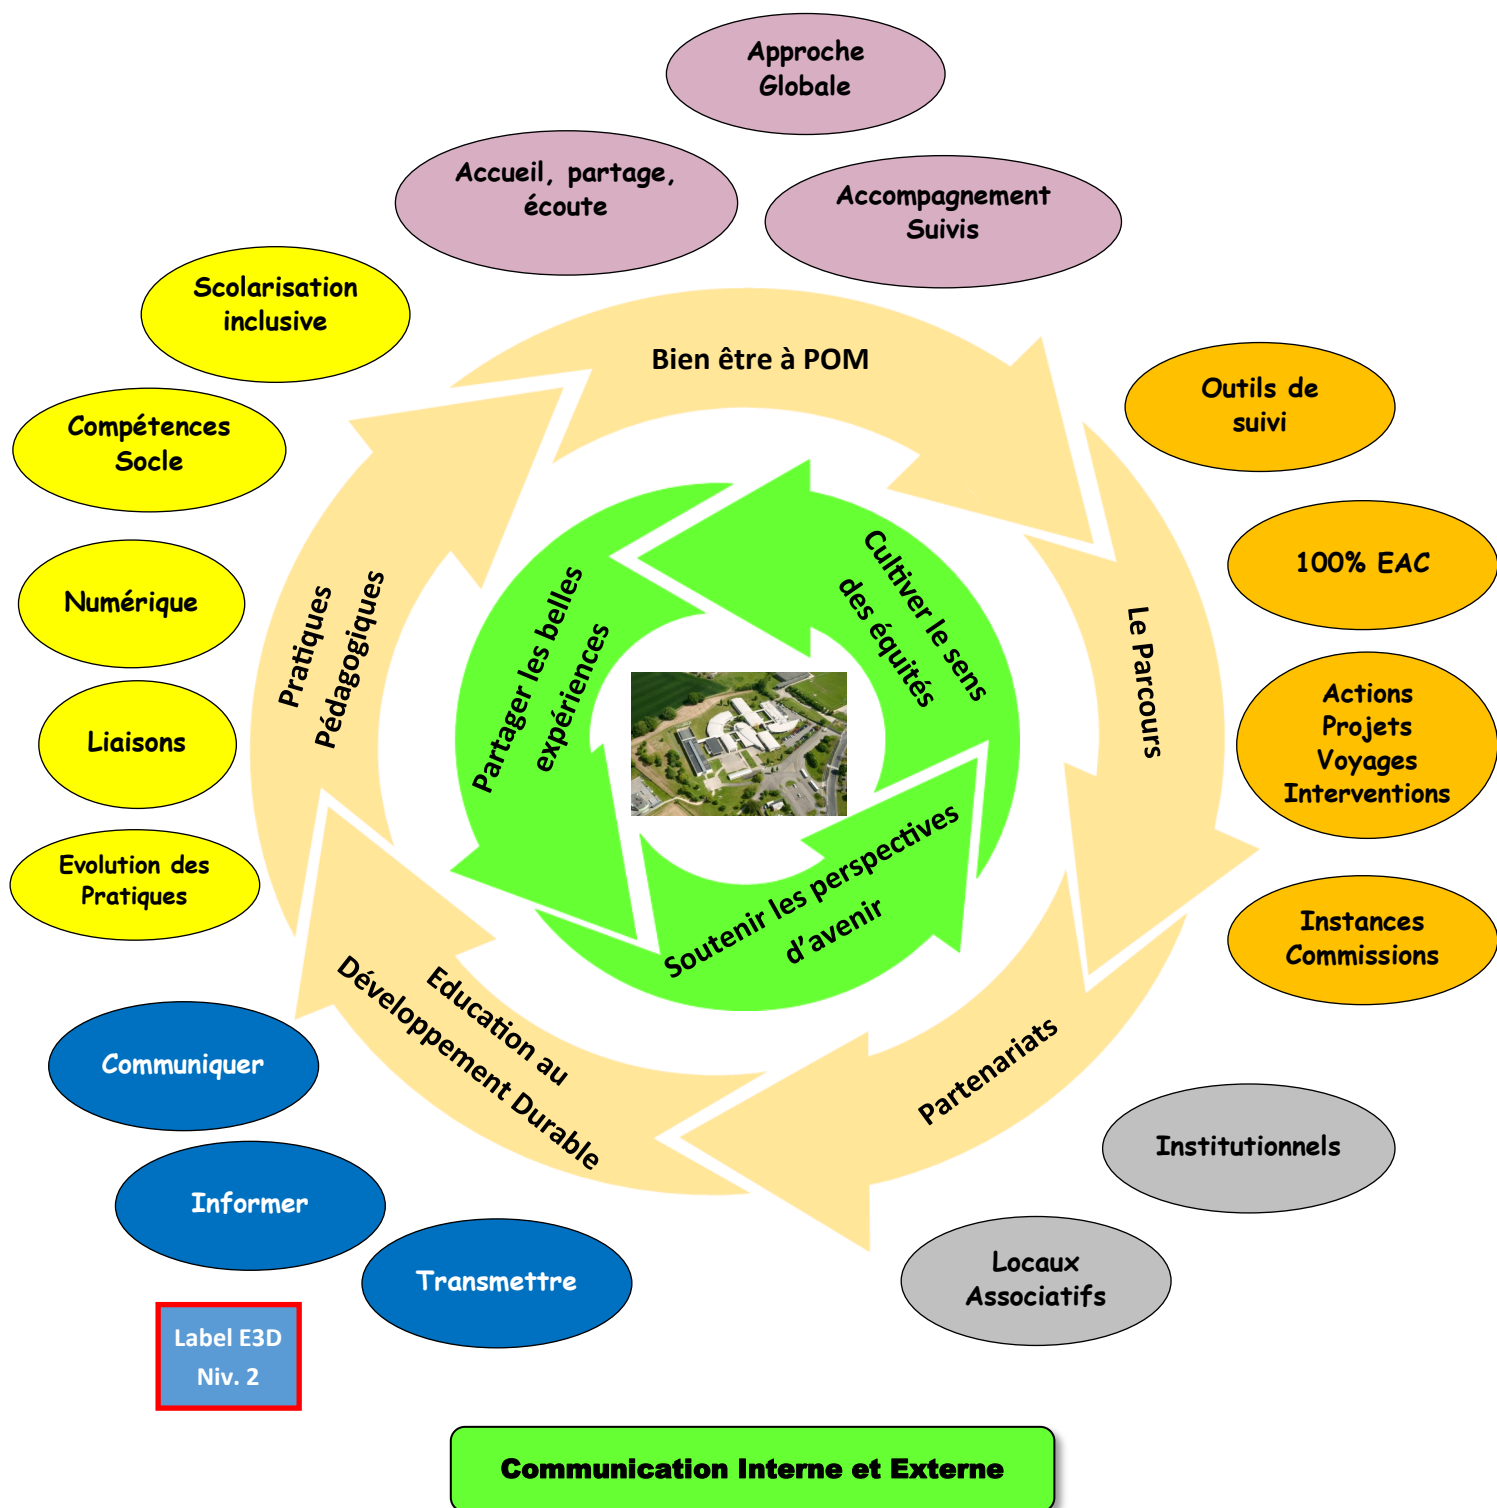 Approche
Globale
Accueil, partage,
écoute
Accompagnement
Suivis
Scolarisation
inclusive
Compétences
Socle
Numérique
Liaisons
Evolution des
Pratiques
Bien être à POM
Outils de
suivi
100% EAC
Actions
Projets
Voyages
Interventions
Instances
Commissions
Le Parcours
Pratiques
Pédagogiques
Partager les belles
expériences
Cultiver le sens
des équités
Soutenir les perspectives
d’avenir
Education au
Développement Durable
Partenariats
Communiquer
Informer
Transmettre
Institutionnels
Locaux
Associatifs
Label E3D
Niv. 2
Communication Interne et Externe